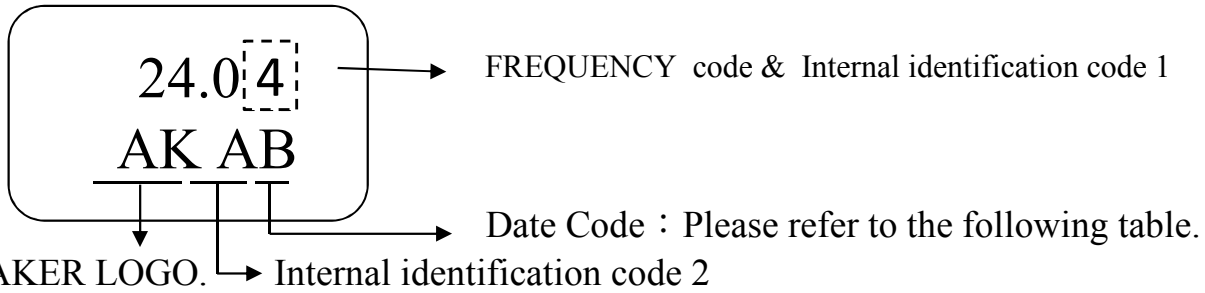 24.04
FREQUENCY code & Internal identification code 1
AK AB
Date Code：Please refer to the following table.
AKER LOGO.
Internal identification code 2